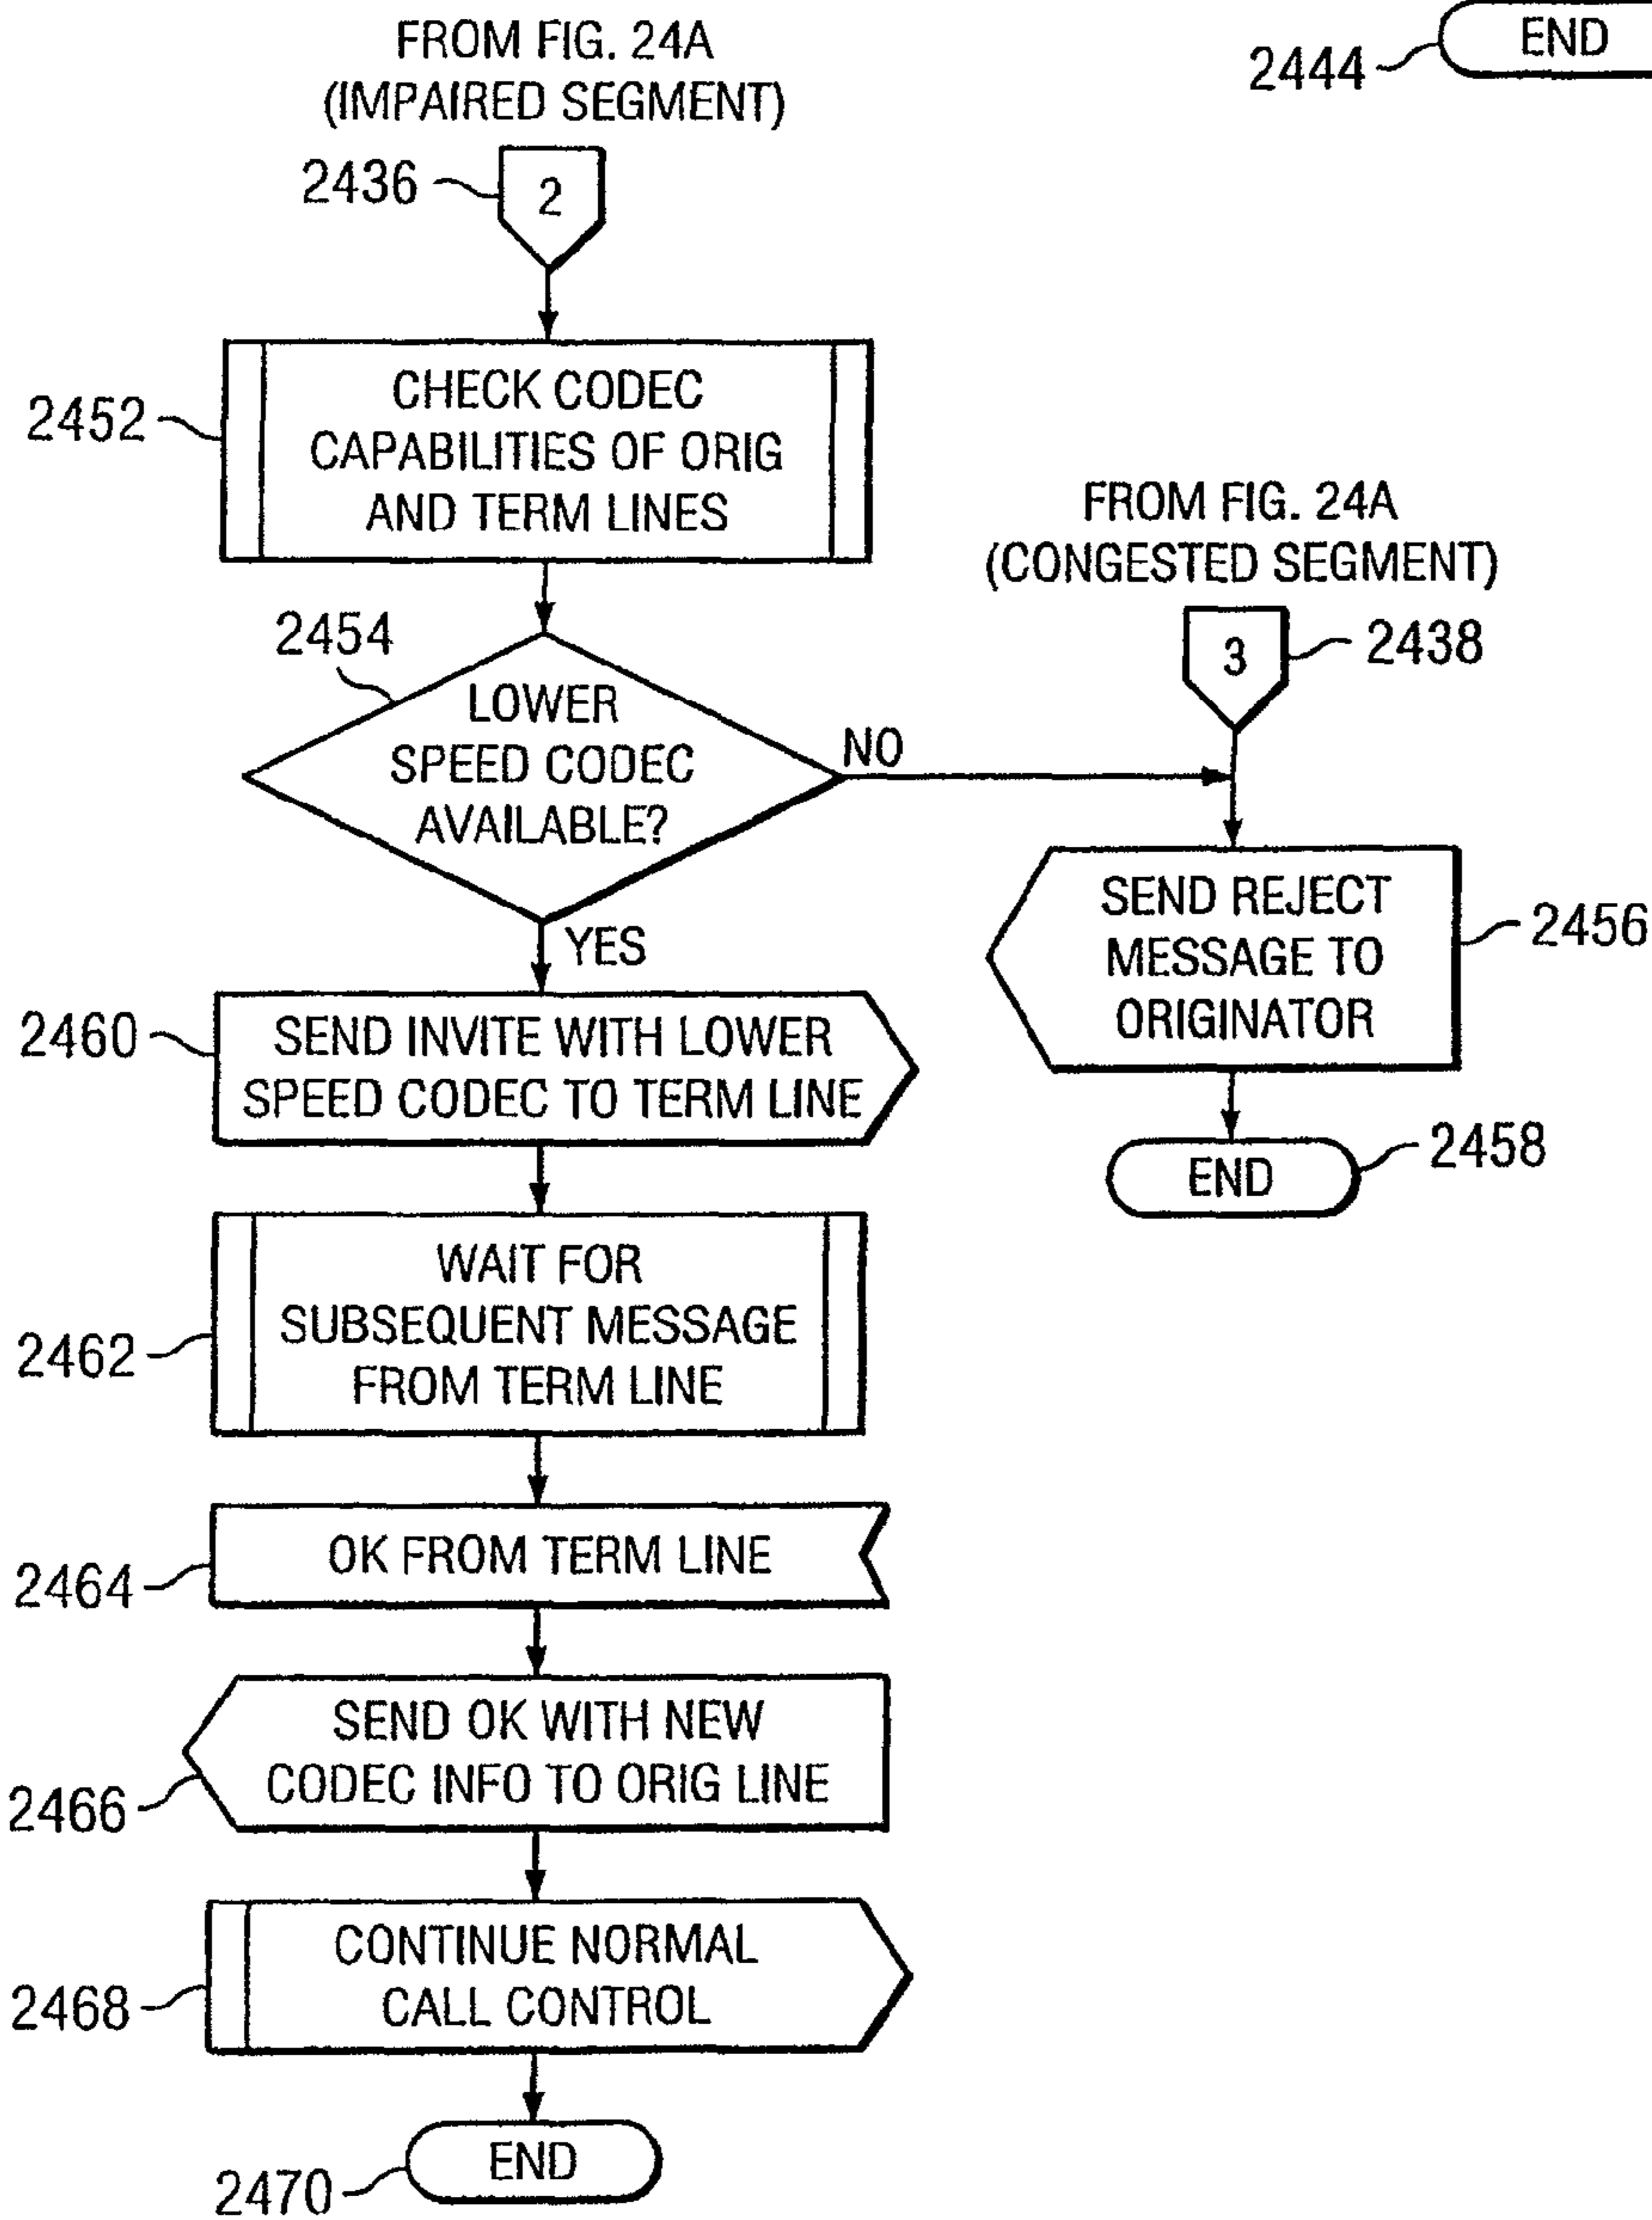 FROM FIG. 24A
(IMPAIRED SEGMENT)
2444
END
2436
2
2452
CHECK CODEC
CAPABILITIES OF ORIG
AND TERM LINES
FROM FIG. 24A
(CONGESTED SEGMENT)
3
2438
2454
LOWER
SPEED CODEC
AVAILABLE?
NO
YES
SEND REJECT
MESSAGE TO
ORIGINATOR
2456
END
2458
2460
SEND INVITE WITH LOWER
SPEED CODEC TO TERM LINE
2462
WAIT FOR
SUBSEQUENT MESSAGE
FROM TERM LINE
2464
OK FROM TERM LINE
2466
SEND OK WITH NEW
CODEC INFO TO ORIG LINE
2468
CONTINUE NORMAL
CALL CONTROL
2470
END